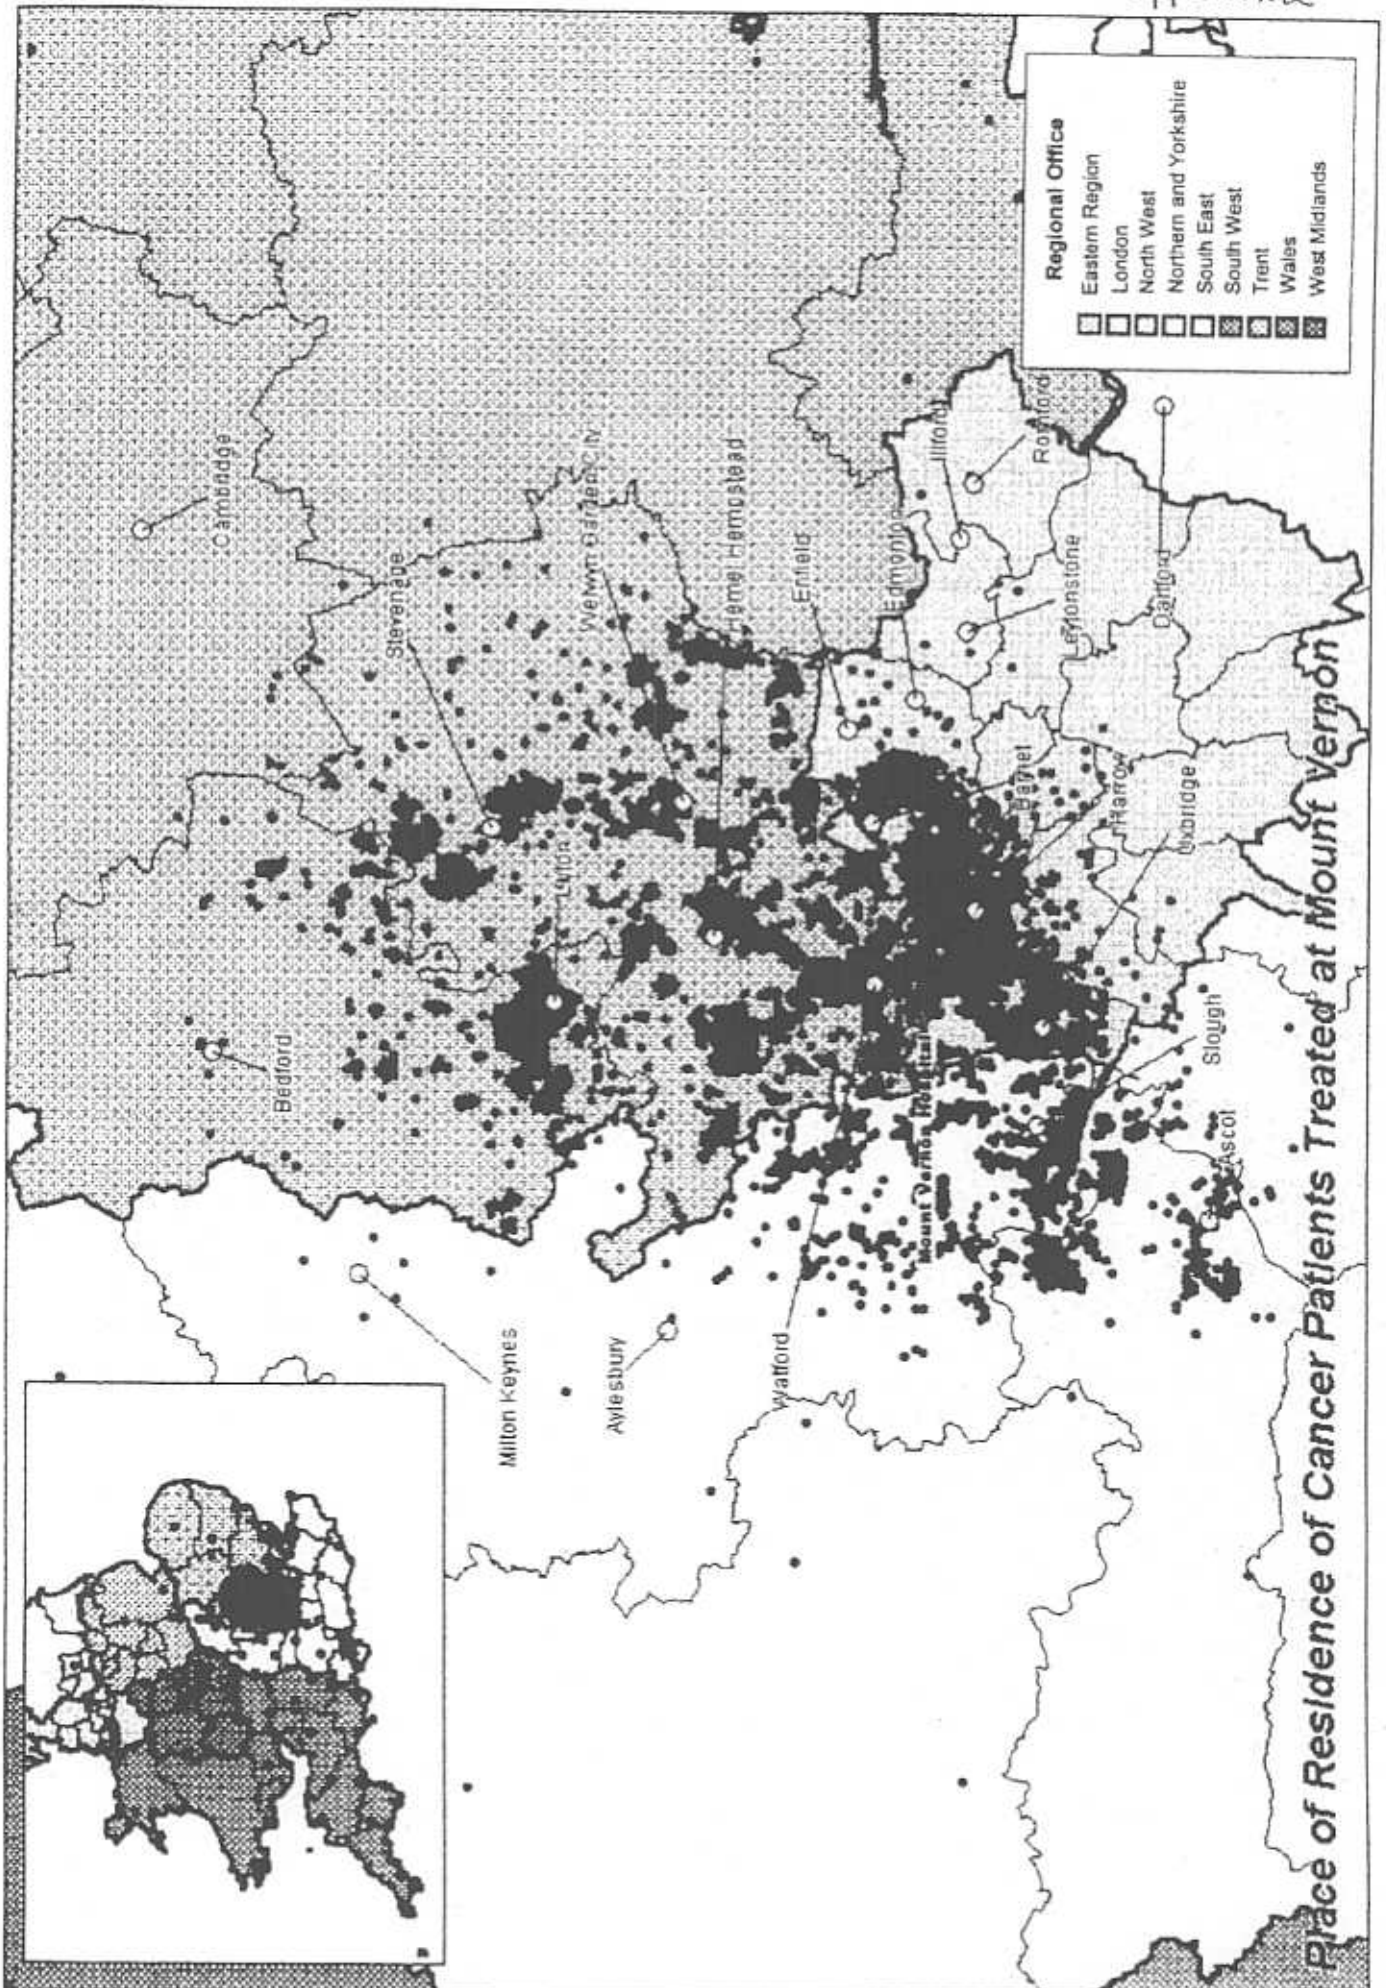 Place of Residence of Cancer Patients Treated at Mount Vernon
Regional Office
Eastern Region
London
North West
Northern and Yorkshire
South East
South West
Trent
Wales
West Midlands
Cambridge
Bedford
Milton Keynes
Stevenage
Luton
Aylesbury
Welwyn Garden City
Heme Hempstead
Watford
Enfield
Edmonton
Mount Vernon Hospital
Illford
Romford
Leytonstone
Dartford
Barnet
Harrow
Uxbridge
Slough
Ascot